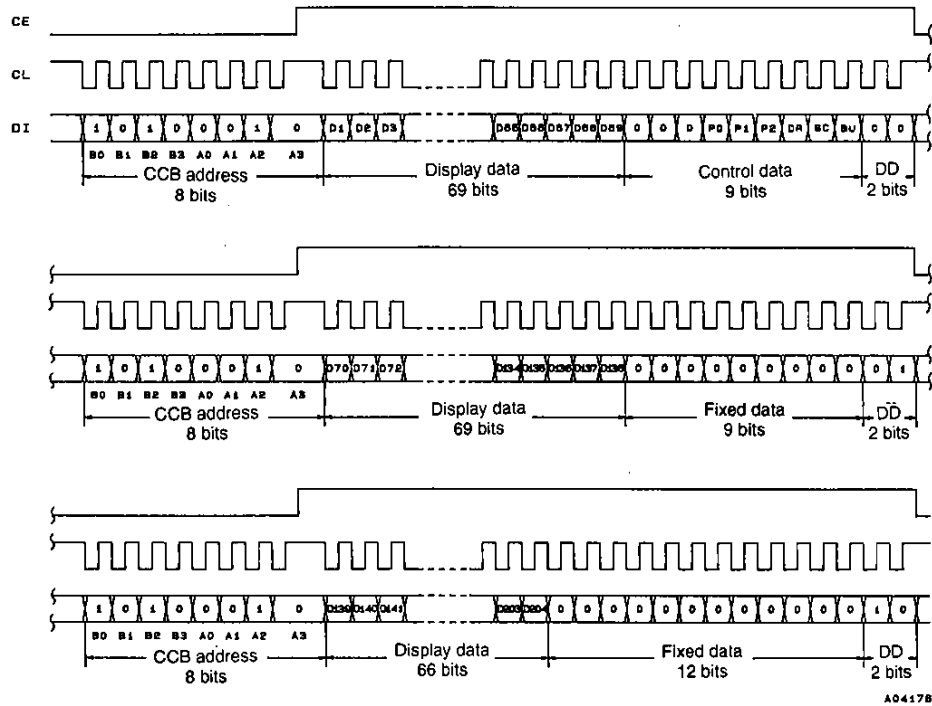 CE
CL
DI 1 0 1 0 0 0 1 0 D1 D2 D3 D65 D66 D67 D68 D69 0 0 0 P0 P1 P2 DR SC BU 0 0
B0 B1 B2 B3 A0 A1 A2 A3
CCB address Display data Control data DD
8 bits 69 bits 9 bits 2 bits
1 0 1 0 0 0 1 0 D70 D71 D72 D134 D135 D136 D137 D138 0 0 0 0 0 0 0 0 0 0 1
B0 B1 B2 B3 A0 A1 A2 A3
CCB address Display data Fixed data DD
8 bits 69 bits 9 bits 2 bits
1 0 1 0 0 0 1 0 D139 D140 D141 D203 D204 0 0 0 0 0 0 0 0 0 0 0 0 1 0
B0 B1 B2 B3 A0 A1 A2 A3
CCB address Display data Fixed data DD
8 bits 66 bits 12 bits 2 bits
A04178